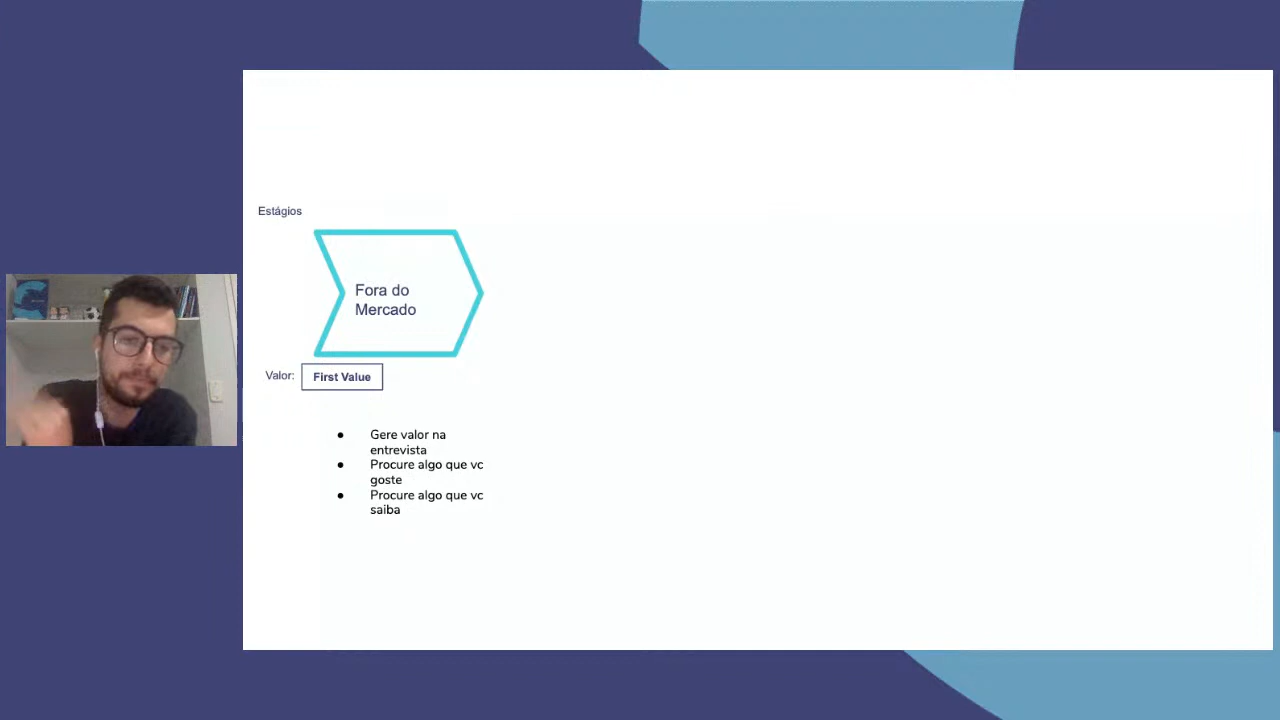 Estágios
Fora do
Mercado
Valor:
First Value
● Gere valor na
entrevista
● Procure algo que vc
goste
● Procure algo que vc
saiba